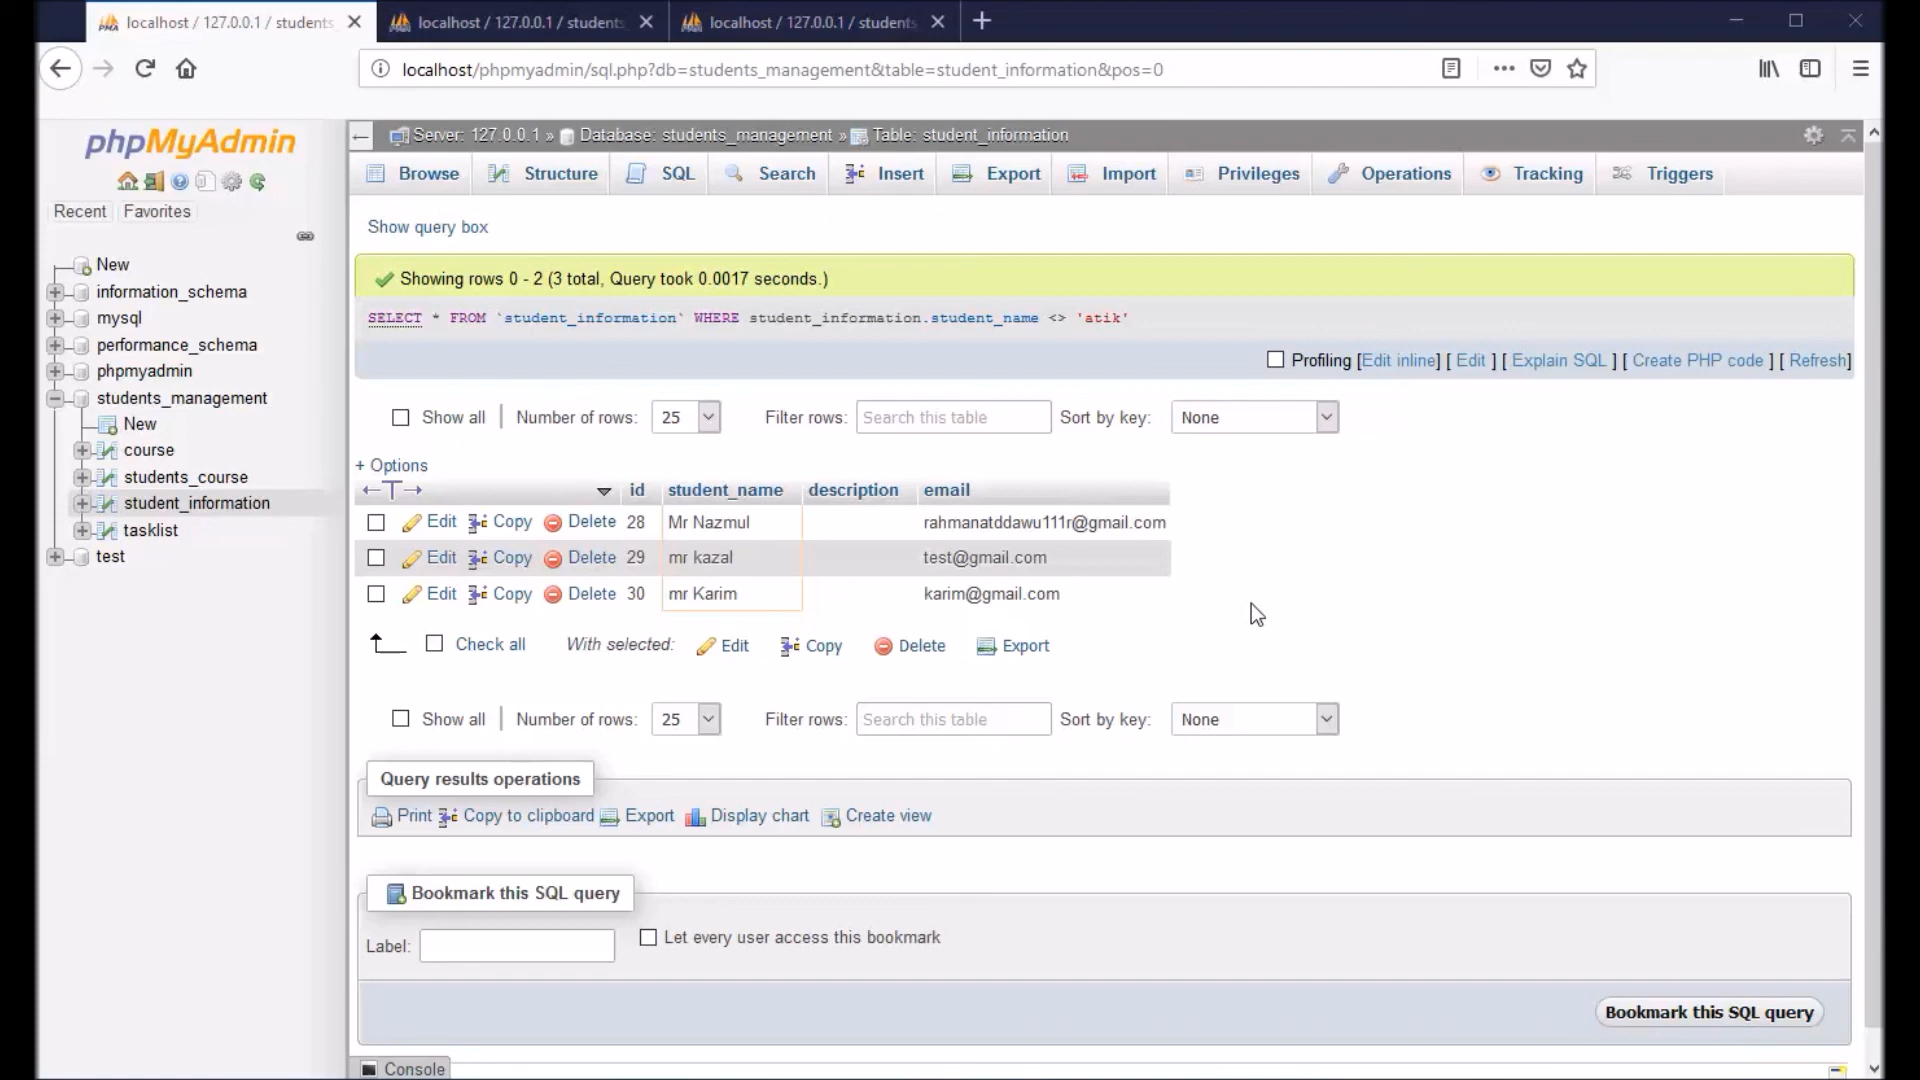 localhost / 127.0.0.1 / students
localhost / 127.0.0.1 / students
localhost / 127.0.0.1 / students
localhost/phpmyadmin/sql.php?db=students_management&table=student_information&pos=0
phpMyAdmin
Recent Favorites
New
information_schema
mysql
performance_schema
phpmyadmin
students_management
New
course
students_course
student_information
tasklist
test
Server: 127.0.0.1 » Database: students_management » Table: student_information
Browse Structure SQL Search Insert Export Import Privileges Operations Tracking Triggers
Show query box
Showing rows 0 - 2 (3 total, Query took 0.0017 seconds.)
SELECT * FROM `student_information` WHERE student_information.student_name <> 'atik'
Profiling [Edit inline] [ Edit ] [ Explain SQL ] [ Create PHP code ] [ Refresh]
Show all | Number of rows: 25 Filter rows: Search this table Sort by key: None
+ Options
←T→ id student_name description email
Edit Copy Delete 28 Mr Nazmul rahmanatddawu111r@gmail.com
Edit Copy Delete 29 mr kazal test@gmail.com
Edit Copy Delete 30 mr Karim karim@gmail.com
Check all With selected: Edit Copy Delete Export
Show all | Number of rows: 25 Filter rows: Search this table Sort by key: None
Query results operations
Print Copy to clipboard Export Display chart Create view
Bookmark this SQL query
Label: Let every user access this bookmark
Bookmark this SQL query
Console